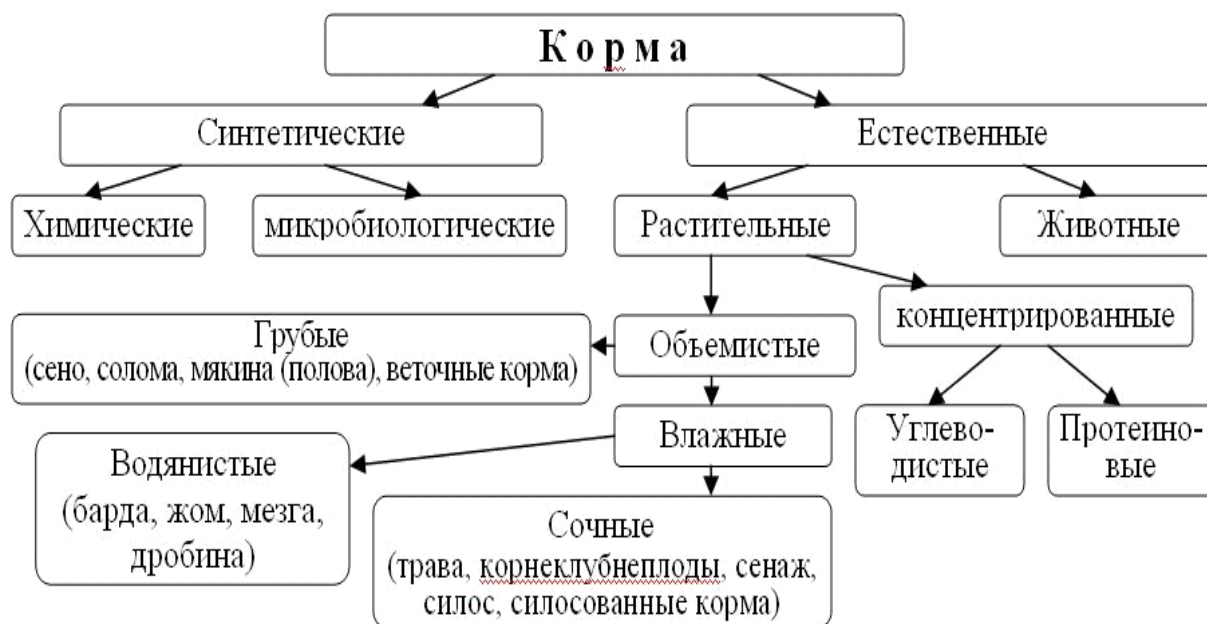 К о р м а
Синтетические
Естественные
Химические
микробиологические
Растительные
Животные
концентрированные
Грубые
(сено, солома, мякина (полова), веточные корма)
Объемистые
Влажные
Углево-
дистые
Протеино-
вые
Водянистые
(барда, жом, мезга,
дробина)
Сочные
(трава, корнеклубнеплоды, сенаж,
силос, силосованные корма)